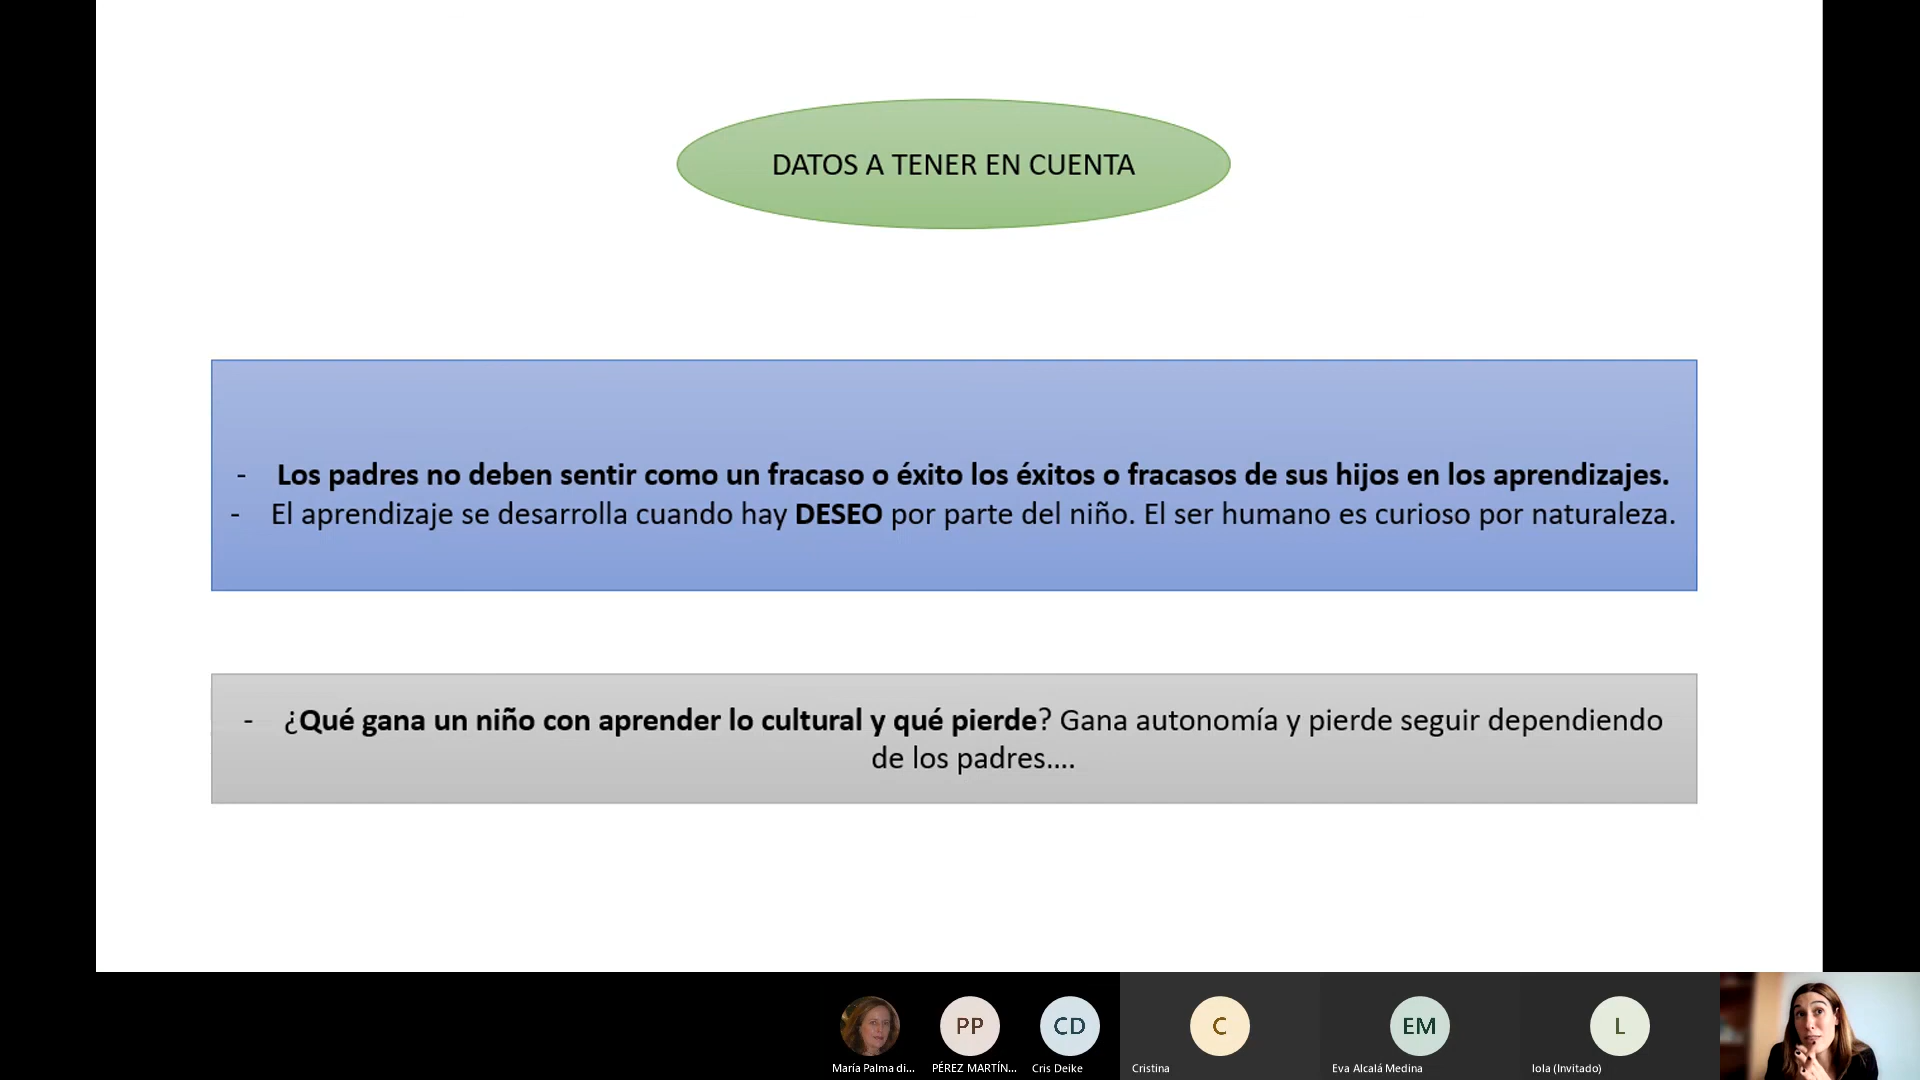 DATOS A TENER EN CUENTA
- Los padres no deben sentir como un fracaso o éxito los éxitos o fracasos de sus hijos en los aprendizajes.
- El aprendizaje se desarrolla cuando hay DESEO por parte del niño. El ser humano es curioso por naturaleza.
- ¿Qué gana un niño con aprender lo cultural y qué pierde? Gana autonomía y pierde seguir dependiendo
de los padres....
PP CD C EM L
María Palma di... PÉREZ MARTÍN... Cris Deike Cristina Eva Alcalá Medina lola (Invitado)